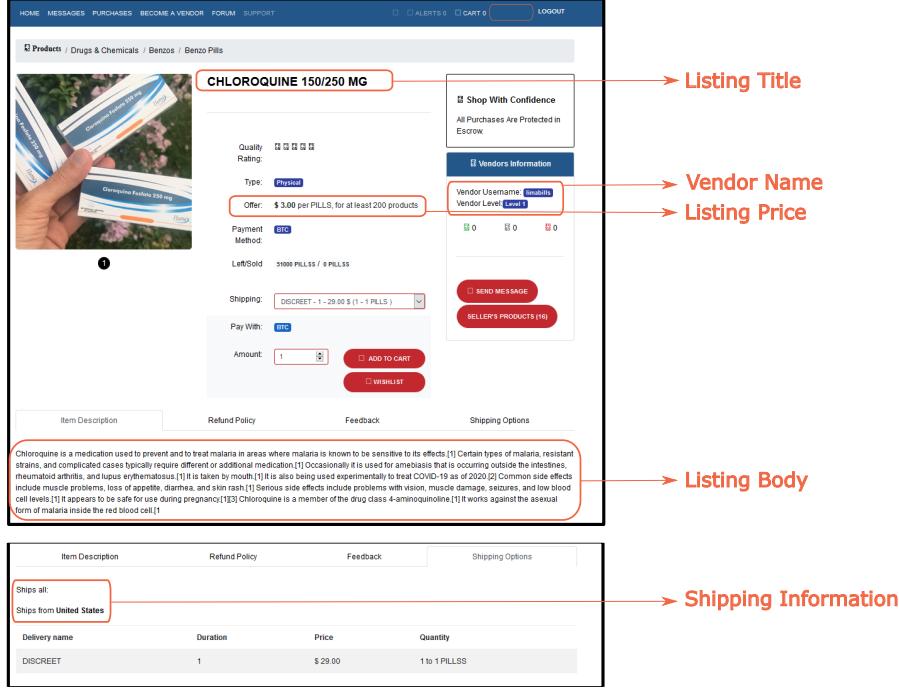 HOME MESSAGES PURCHASES BECOME A VENDOR FORUM SUPPORT ALERTS 0 CART 0 LOGOUT
Products / Drugs & Chemicals / Benzos / Benzo Pills
CHLOROQUINE 150/250 MG
Listing Title
Cloroquina Fosfato 250 mg
Cloroquina Fosfato 250 mg
Quality Rating:
Type: Physical
Offer: $ 3.00 per PILLS, for at least 200 products
Payment Method: BTC
Left/Sold 51000 PILLSS / 0 PILLSS
Shipping: DISCREET - 1 - 29.00 $ (1 - 1 PILLS )
Pay With: BTC
Amount: 1
ADD TO CART
WISHLIST
1
Shop With Confidence
All Purchases Are Protected in
Escrow.
Vendors Information
Vendor Username: limabills
Vendor Level: Level 1
0 0 0
SEND MESSAGE
SELLER'S PRODUCTS (16)
Vendor Name
Listing Price
Item Description Refund Policy Feedback Shipping Options
Chloroquine is a medication used to prevent and to treat malaria in areas where malaria is known to be sensitive to its effects.[1] Certain types of malaria, resistant
strains, and complicated cases typically require different or additional medication.[1] Occasionally it is used for amebiasis that is occurring outside the intestines,
rheumatoid arthritis, and lupus erythematosus.[1] It is taken by mouth.[1] It is also being used experimentally to treat COVID-19 as of 2020.[2] Common side effects
include muscle problems, loss of appetite, diarrhea, and skin rash.[1] Serious side effects include problems with vision, muscle damage, seizures, and low blood
cell levels.[1] It appears to be safe for use during pregnancy.[1][3] Chloroquine is a member of the drug class 4-aminoquinoline.[1] It works against the asexual
form of malaria inside the red blood cell.[1
Listing Body
Item Description Refund Policy Feedback Shipping Options
Ships all:
Ships from United States
Shipping Information
Delivery name Duration Price Quantity
DISCREET 1 $ 29.00 1 to 1 PILLSS